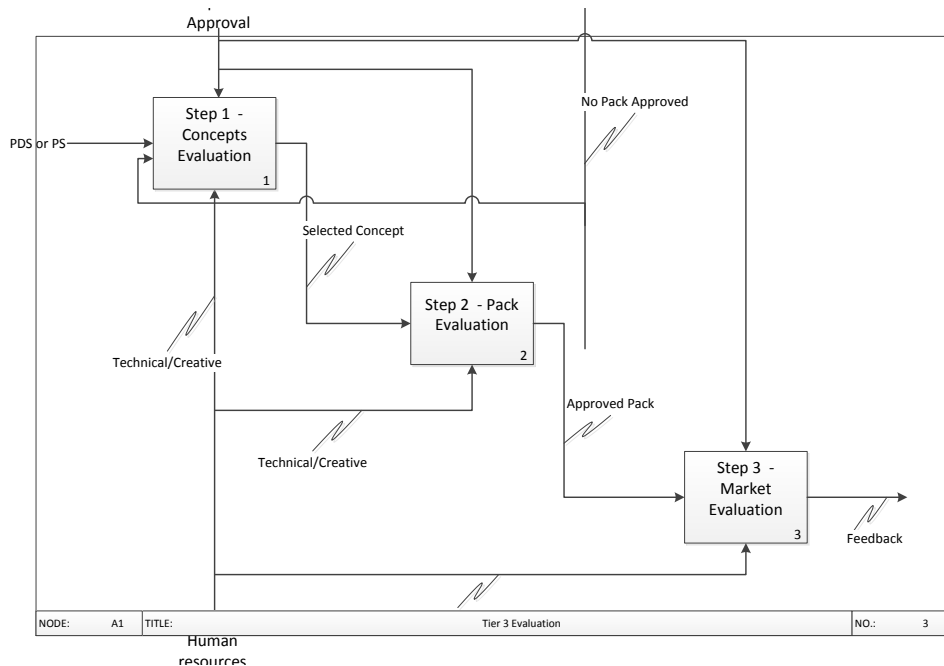 Approval
No Pack Approved
Step 1 -
Concepts
Evaluation
1
PDS or PS
Selected Concept
Step 2 - Pack
Evaluation
2
Technical/Creative
Approved Pack
Technical/Creative
Step 3 -
Market
Evaluation
3
Feedback
NODE: A1 TITLE: Tier 3 Evaluation NO.: 3
Human
resources